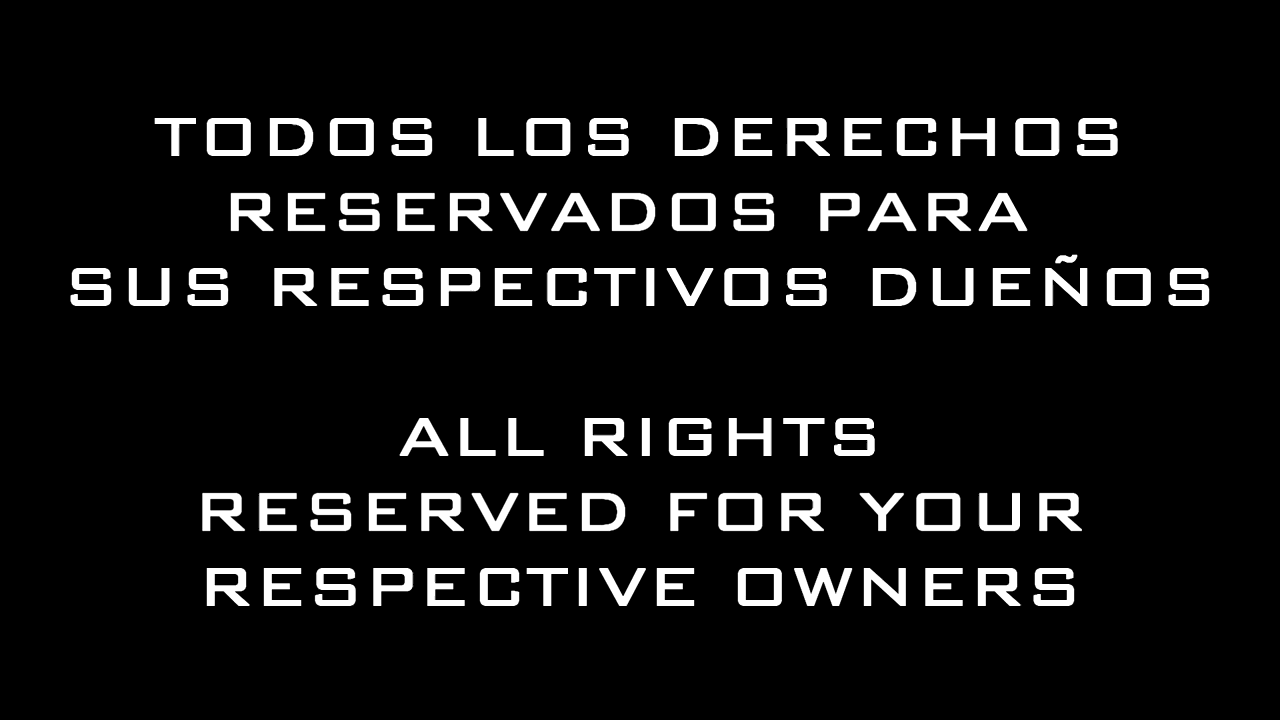 TODOS LOS DERECHOS
RESERVADOS PARA
SUS RESPECTIVOS DUEÑOS
ALL RIGHTS
RESERVED FOR YOUR
RESPECTIVE OWNERS